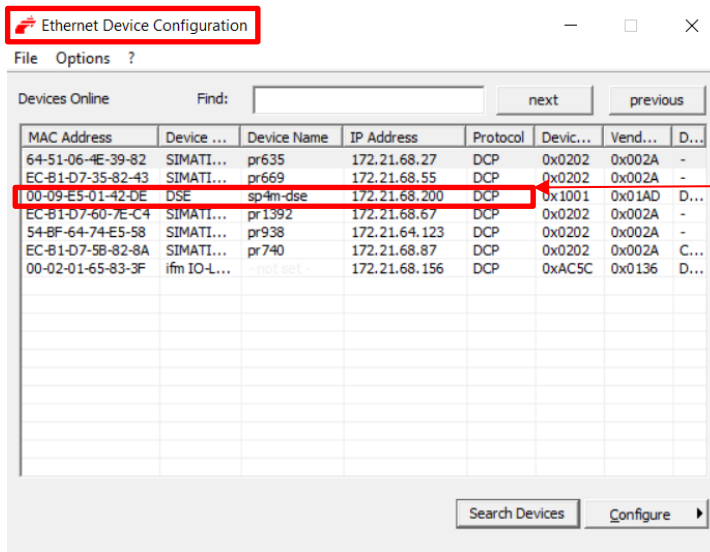 Ethernet Device Configuration
File Options ?
Devices Online Find: next previous
MAC Address Device ... Device Name IP Address Protocol Devic... Vend... D...
64-51-06-4E-39-82 SIMATI... pr635 172.21.68.27 DCP 0x0202 0x002A -
EC-B1-D7-35-82-43 SIMATI... pr669 172.21.68.55 DCP 0x0202 0x002A -
00-09-E5-01-42-DE DSE sp4m-dse 172.21.68.200 DCP 0x1001 0x01AD D...
EC-B1-D7-60-7E-C4 SIMATI... pr1392 172.21.68.67 DCP 0x0202 0x002A -
54-BF-64-74-E5-58 SIMATI... pr938 172.21.64.123 DCP 0x0202 0x002A -
EC-B1-D7-5B-82-8A SIMATI... pr740 172.21.68.87 DCP 0x0202 0x002A C...
00-02-01-65-83-3F ifm IO-L... - not set - 172.21.68.156 DCP 0xAC5C 0x0136 D...
Search Devices Configure